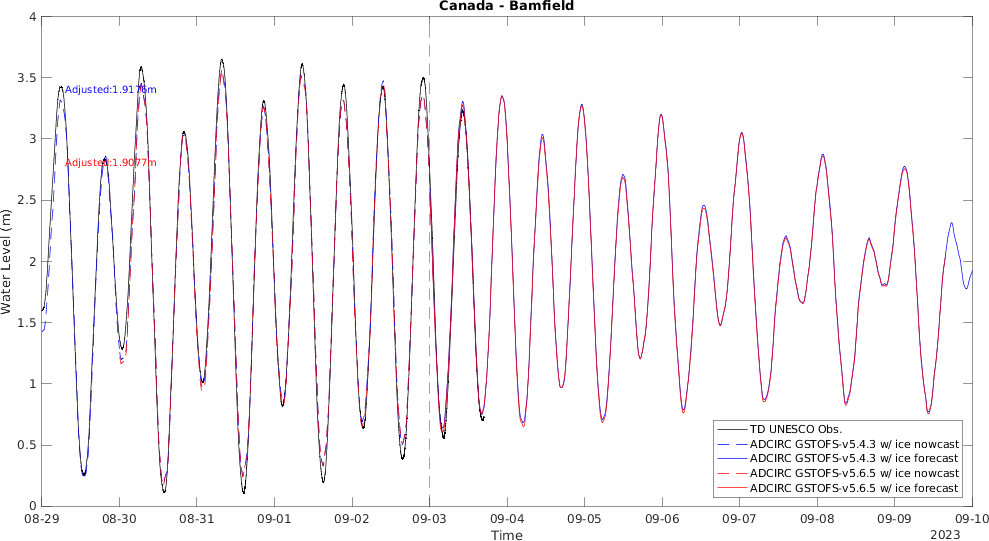 Canada - Bamfield
4
3.5
3
2.5
2
1.5
1
0.5
0
Water Level (m)
Adjusted:1.9176m
Adjusted:1.9077m
TD UNESCO Obs.
ADCIRC GSTOFS-v5.4.3 w/ ice nowcast
ADCIRC GSTOFS-v5.4.3 w/ ice forecast
ADCIRC GSTOFS-v5.6.5 w/ ice nowcast
ADCIRC GSTOFS-v5.6.5 w/ ice forecast
08-29 08-30 08-31 09-01 09-02 09-03 09-04 09-05 09-06 09-07 09-08 09-09 09-10
Time
2023